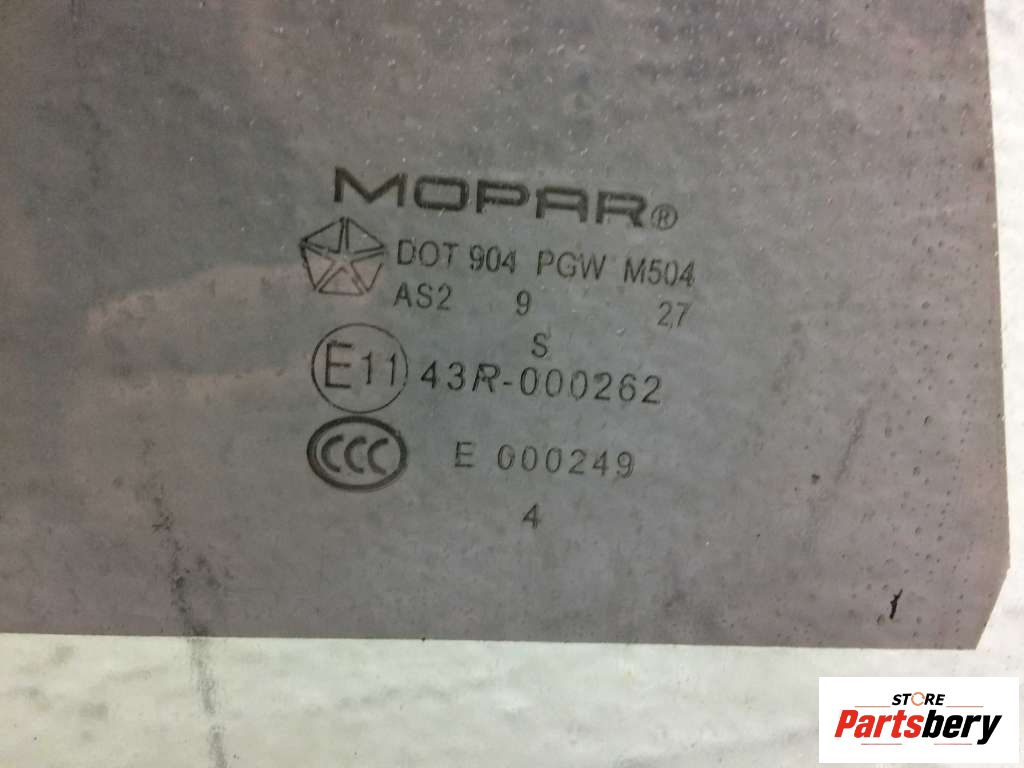 MOPAR®
DOT 904 PGW M504
AS2 9 27
S
E11 43R-000262
CCC E 000249
4
STORE
Partsbery